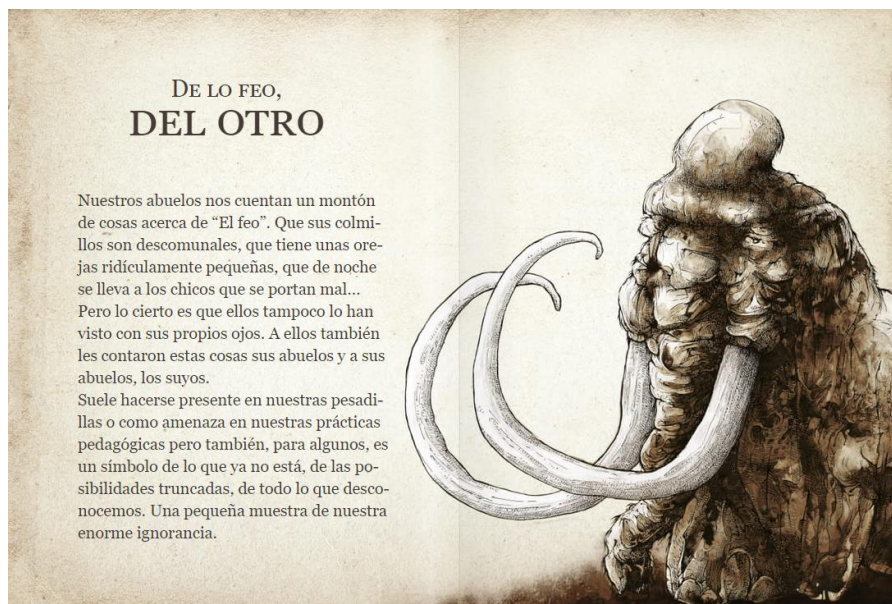 DE LO FEO,
DEL OTRO
Nuestros abuelos nos cuentan un montón
de cosas acerca de “El feo”. Que sus colmi-
llos son descomunales, que tiene unas ore-
jas ridículamente pequeñas, que de noche
se lleva a los chicos que se portan mal...
Pero lo cierto es que ellos tampoco lo han
visto con sus propios ojos. A ellos también
les contaron estas cosas sus abuelos y a sus
abuelos, los suyos.
Suele hacerse presente en nuestras pesadi-
llas o como amenaza en nuestras prácticas
pedagógicas pero también, para algunos, es
un símbolo de lo que ya no está, de las po-
sibilidades truncadas, de todo lo que desco-
nocemos. Una pequeña muestra de nuestra
enorme ignorancia.